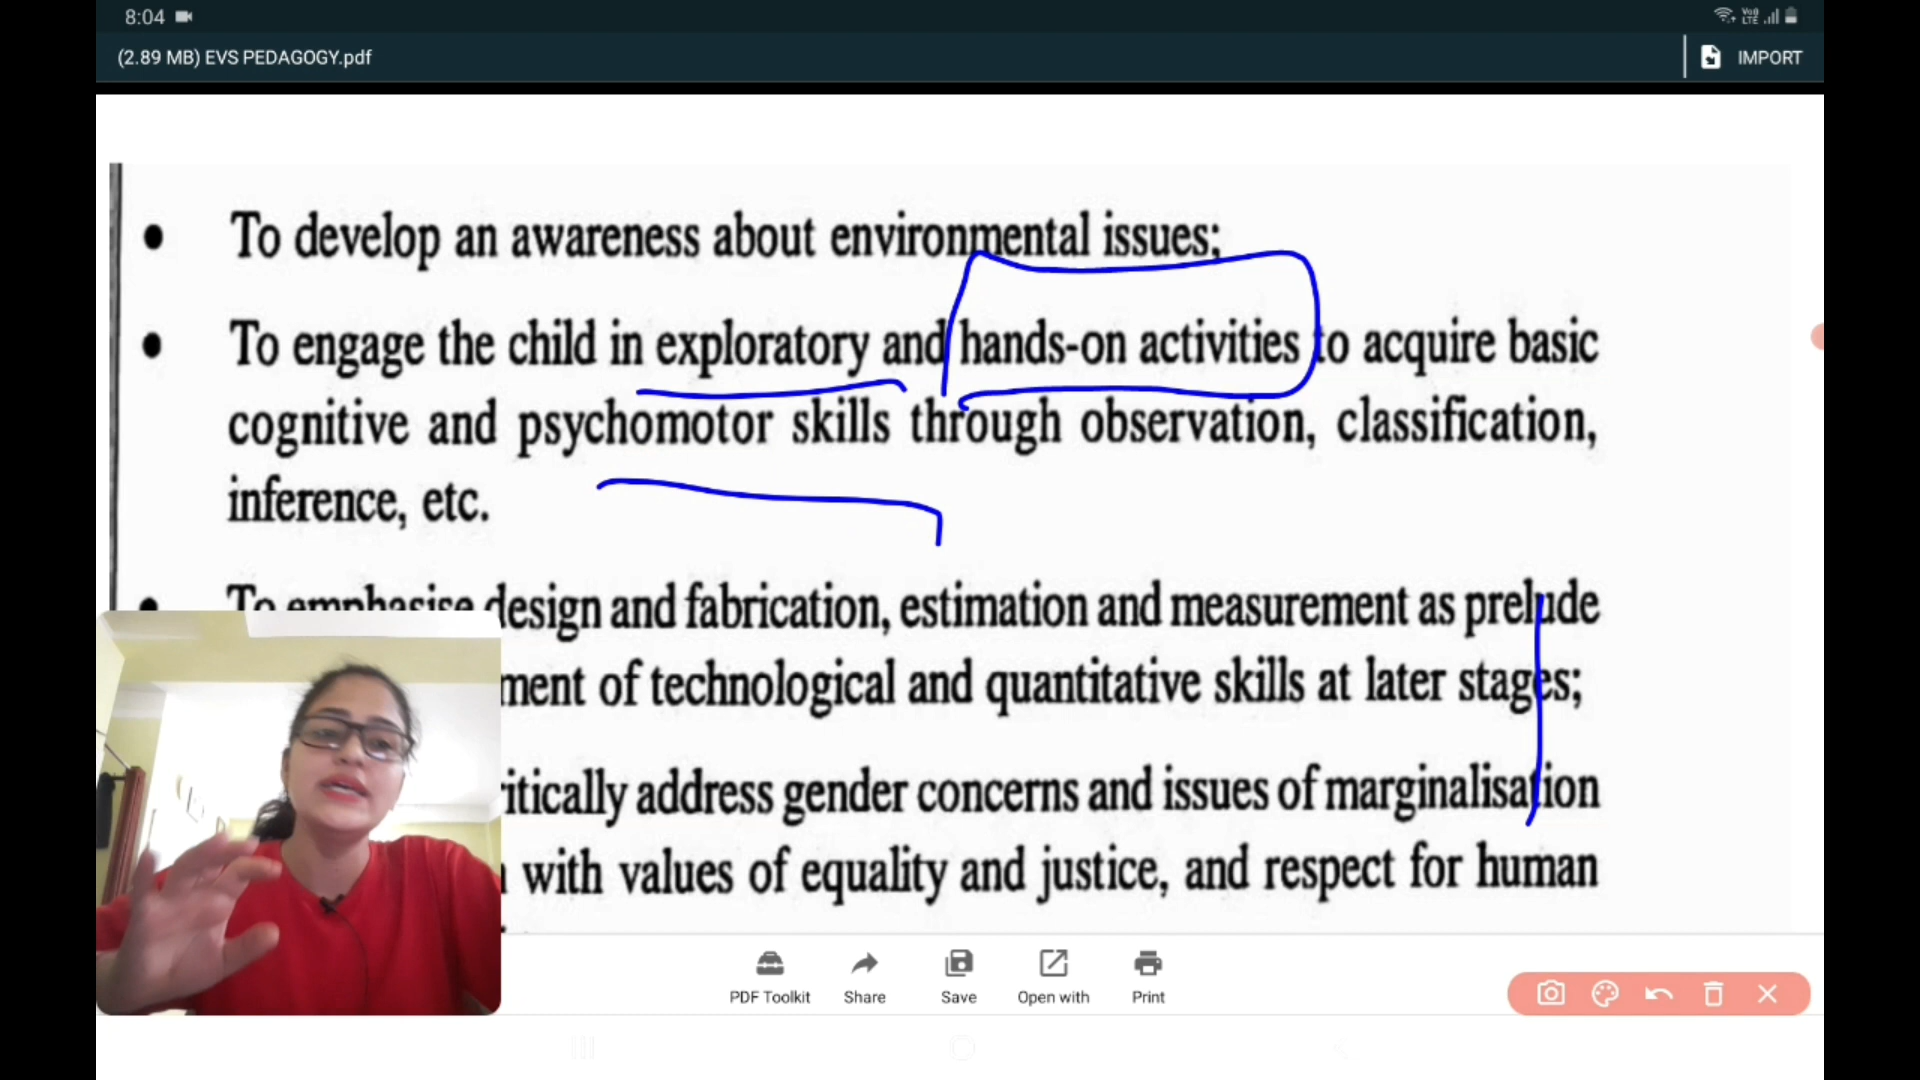 8:04
Vo) LTE
(2.89 MB) EVS PEDAGOGY.pdf
IMPORT
• To develop an awareness about environmental issues;
• To engage the child in exploratory and hands-on activities to acquire basic
cognitive and psychomotor skills through observation, classification,
inference, etc.
• To emphasise design and fabrication, estimation and measurement as prelude
ment of technological and quantitative skills at later stages;
itically address gender concerns and issues of marginalisation
with values of equality and justice, and respect for human
PDF Toolkit
Share
Save
Open with
Print